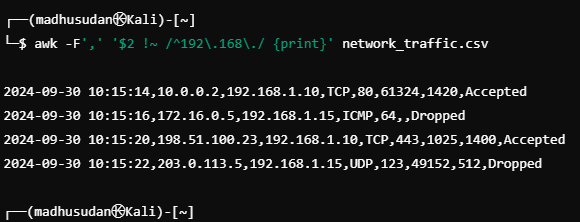 ┌──(madhusudan㉿Kali)-[~]
└─$ awk -F',' '$2 !~ /^192\.168\./ {print}' network_traffic.csv
2024-09-30 10:15:14,10.0.0.2,192.168.1.10,TCP,80,61324,1420,Accepted
2024-09-30 10:15:16,172.16.0.5,192.168.1.15,ICMP,64,,Dropped
2024-09-30 10:15:20,198.51.100.23,192.168.1.10,TCP,443,1025,1400,Accepted
2024-09-30 10:15:22,203.0.113.5,192.168.1.15,UDP,123,49152,512,Dropped
┌──(madhusudan㉿Kali)-[~]